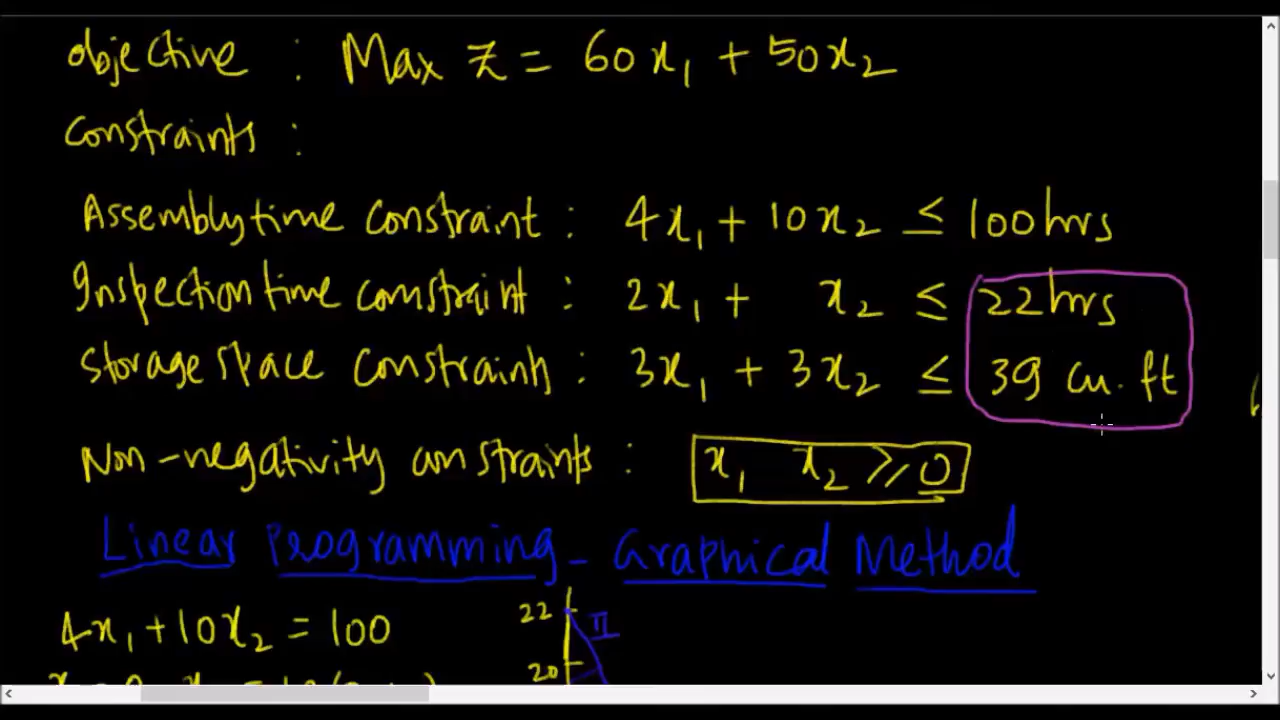 objective : Max Z = 60x₁ + 50x₂
Constraints :
Assembly time constraint : 4x₁ + 10x₂ ≤ 100hrs
Inspection time constraint : 2x₁ + x₂ ≤ 22hrs
Storage space constraint : 3x₁ + 3x₂ ≤ 39 cu. ft
Non-negativity constraints : x₁ x₂ ≥ 0
Linear Programming - Graphical Method
4x₁ + 10x₂ = 100
22
II
20